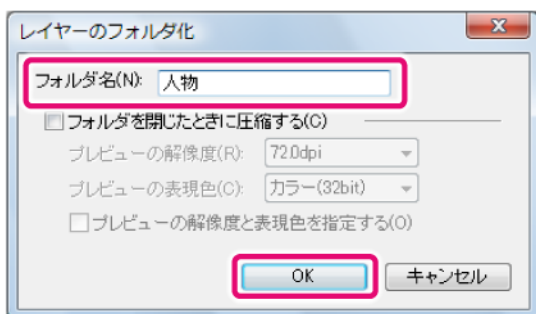 レイヤーのフォルダ化
フォルダ名(N): 人物
フォルダを閉じたときに圧縮する(C)
プレビューの解像度(R): 72.0dpi
プレビューの表現色(C): カラー(32bit)
プレビューの解像度と表現色を指定する(O)
OK キャンセル